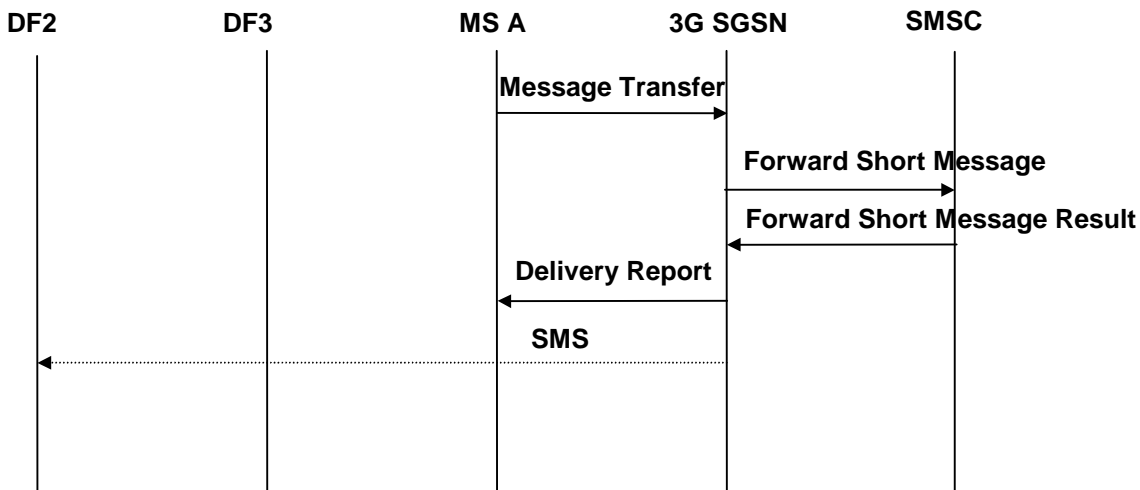 DF2 DF3 MS A 3G SGSN SMSC
Message Transfer
Forward Short Message
Forward Short Message Result
Delivery Report
SMS